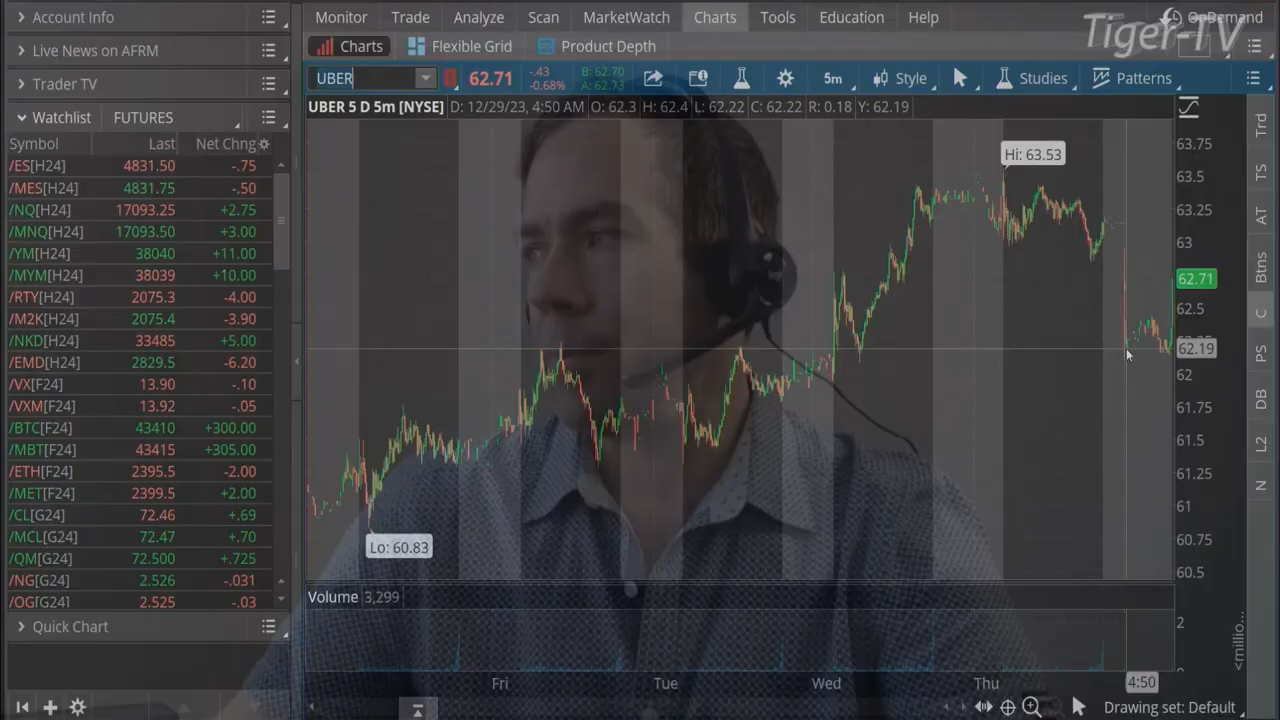 Account Info
Live News on AFRM
Trader TV
Watchlist FUTURES
Symbol Last Net Chng
/ES[H24] 4831.50 -.75
/MES[H24] 4831.75 -.50
/NQ[H24] 17093.25 +2.75
/MNQ[H24] 17093.50 +3.00
/YM[H24] 38040 +11.00
/MYM[H24] 38039 +10.00
/RTY[H24] 2075.3 -4.00
/M2K[H24] 2075.4 -3.90
/NKD[H24] 33485 +5.00
/EMD[H24] 2829.5 -6.20
/VX[F24] 13.90 -.10
/VXM[F24] 13.92 -.05
/BTC[F24] 43410 +300.00
/MBT[F24] 43415 +305.00
/ETH[F24] 2395.5 -2.00
/MET[F24] 2399.5 +2.00
/CL[G24] 72.46 +.69
/MCL[G24] 72.47 +.70
/QM[G24] 72.500 +.725
/NG[G24] 2.526 -.031
/QG[G24] 2.525 -.03
Quick Chart
Monitor Trade Analyze Scan MarketWatch Charts Tools Education Help
OnDemand
Tiger-TV
Charts Flexible Grid Product Depth
UBER 62.71 -.43 -0.68% B: 62.70 A: 62.73 5m Style Studies Patterns
UBER 5 D 5m [NYSE] D: 12/29/23, 4:50 AM O: 62.3 H: 62.4 L: 62.22 C: 62.22 R: 0.18 Y: 62.19
Hi: 63.53
Lo: 60.83
63.75
63.5
63.25
63
62.71
62.5
62.19
62
61.75
61.5
61.25
61
60.75
60.5
Volume 3,299
2
<millio...
Fri Tue Wed Thu 4:50
Drawing set: Default
Trd
TS
AT
Btns
C
PS
DB
L2
N